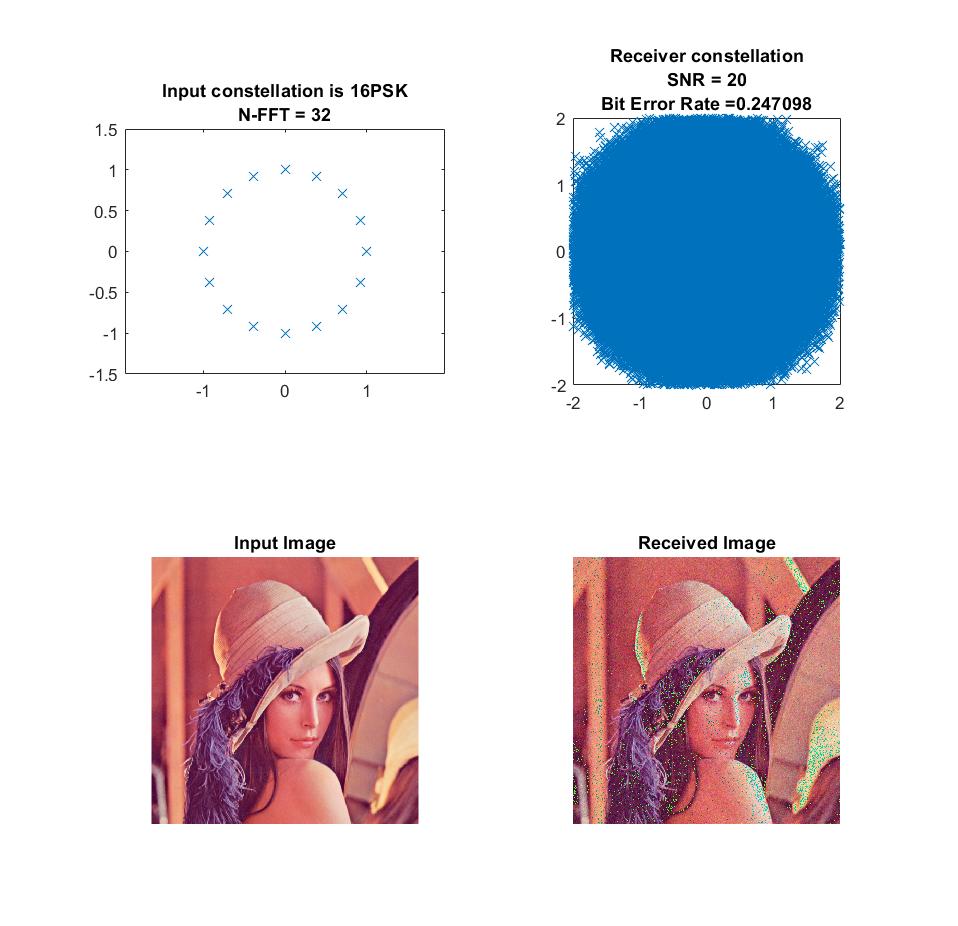 Input constellation is 16PSK
N-FFT = 32
1.5
1
0.5
0
-0.5
-1
-1.5
-1 0 1
Receiver constellation
SNR = 20
Bit Error Rate =0.247098
2
1
0
-1
-2
-2 -1 0 1 2
Input Image
Received Image